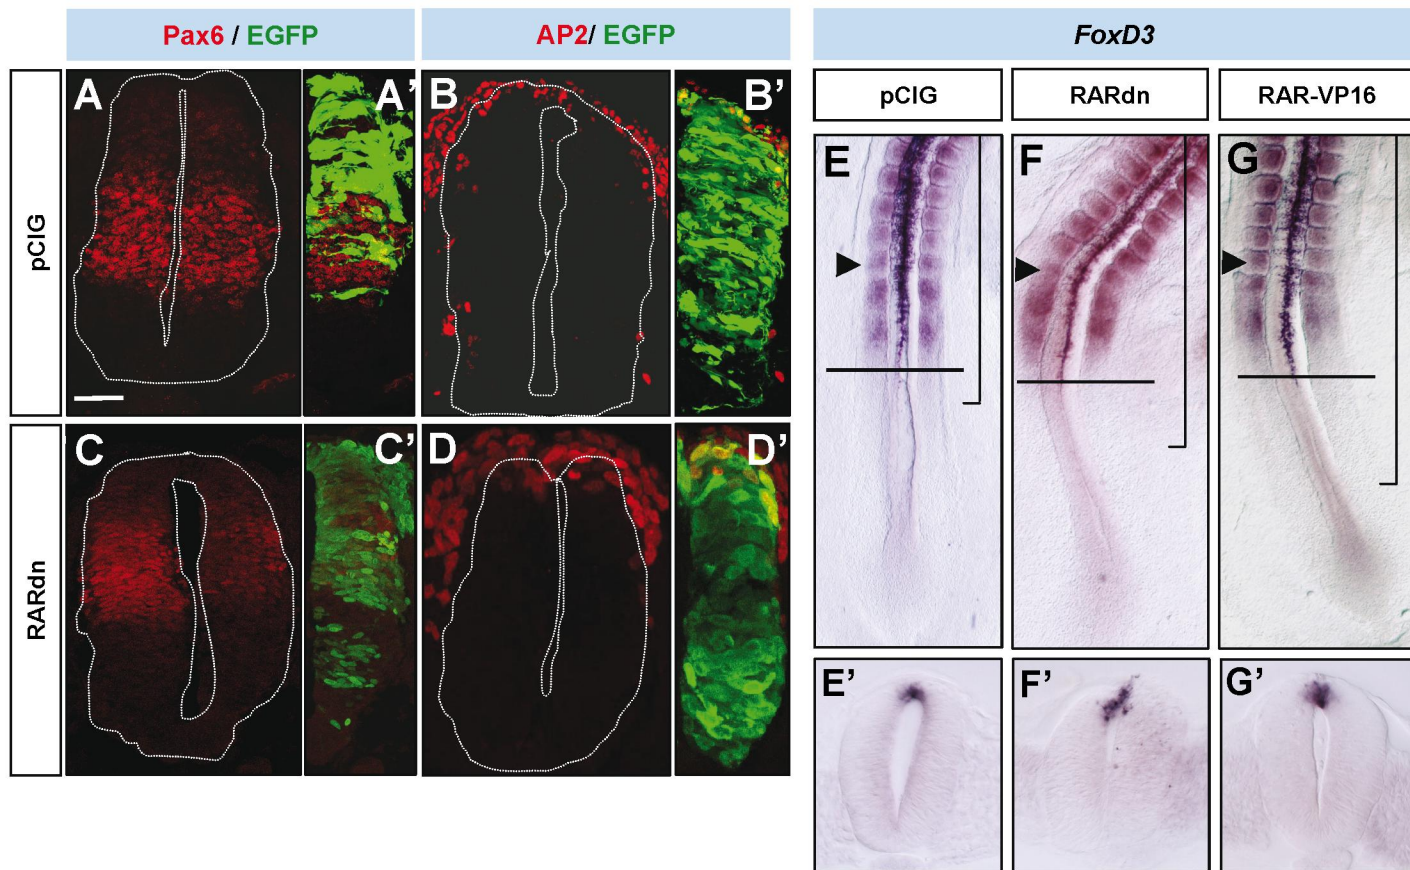 Pax6 / EGFP
AP2/ EGFP
FoxD3
pCIG
RARdn
RAR-VP16
pCIG
A
A'
B
B'
E
F
G
RARdn
C
C'
D
D'
E'
F'
G'